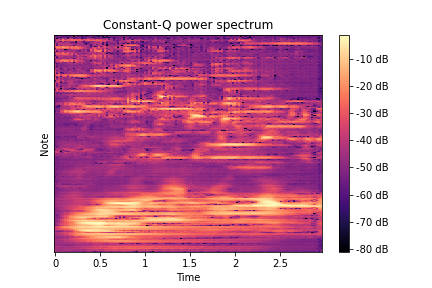 Constant-Q power spectrum
Note
0
0.5
1
1.5
2
2.5
Time
-10 dB
-20 dB
-30 dB
-40 dB
-50 dB
-60 dB
-70 dB
-80 dB